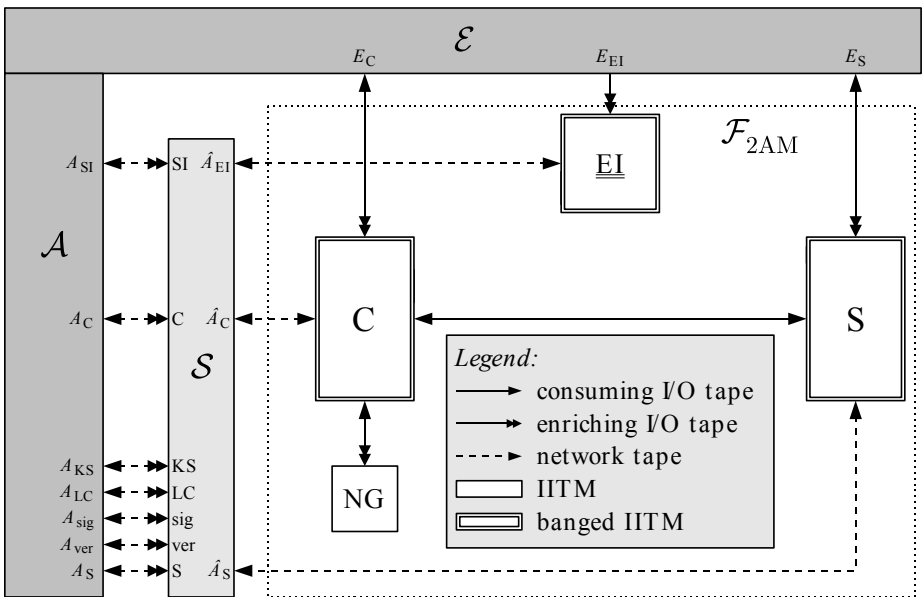 ℰ
E_C E_EI E_S
ℱ_2AM
A_SI SI Â_EI EI
𝒜
A_C C Â_C C S
𝒮
Legend:
consuming I/O tape
enriching I/O tape
network tape
IITM
banged IITM
A_KS KS
A_LC LC NG
A_sig sig
A_ver ver
A_S S Â_S